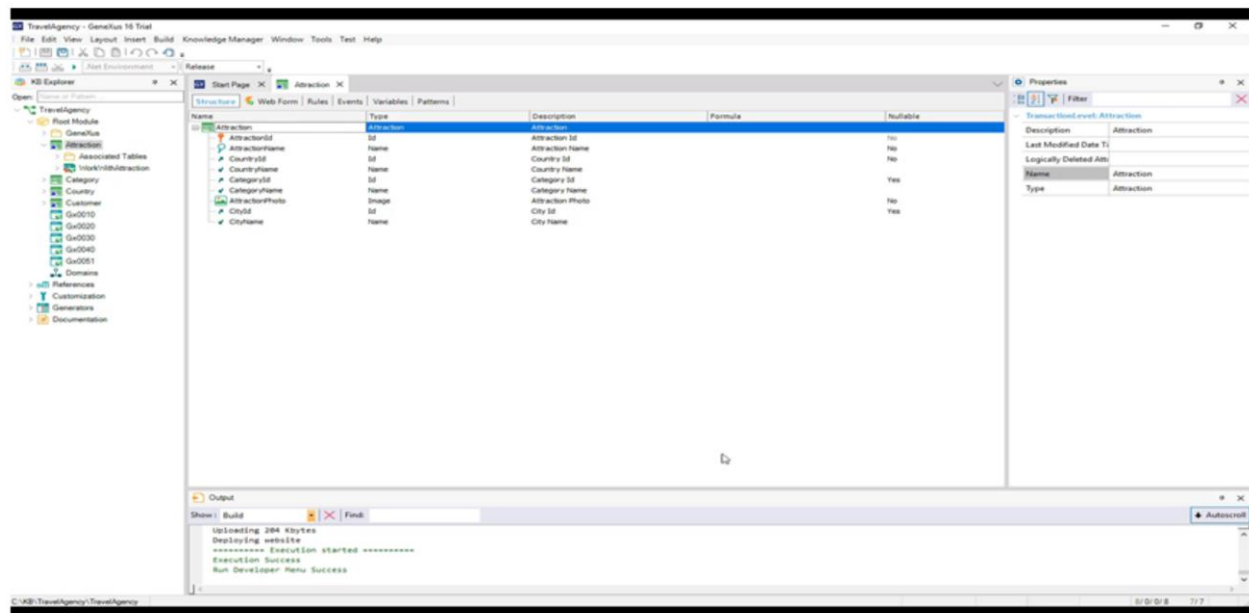 TravelAgency - GeneXus 16 Trial
File Edit View Layout Insert Build Knowledge Manager Window Tools Test Help
.Net Environment Release
KB Explorer
Open: Name or Pattern
TravelAgency
Root Module
GeneXus
Attraction
Associated Tables
WorkWithAttraction
Category
Country
Customer
Gx0010
Gx0020
Gx0030
Gx0040
Gx0051
Domains
References
Customization
Generators
Documentation
Start Page Attraction
Structure Web Form Rules Events Variables Patterns
Name Type Description Formula Nullable
Attraction Attraction Attraction
AttractionId Id Attraction Id No
AttractionName Name Attraction Name No
CountryId Id Country Id No
CountryName Name Country Name
CategoryId Id Category Id Yes
CategoryName Name Category Name
AttractionPhoto Image Attraction Photo No
CityId Id City Id Yes
CityName Name City Name
Properties
Filter
TransactionLevel: Attraction
Description Attraction
Last Modified Date Ti
Logically Deleted Att
Name Attraction
Type Attraction
Output
Show: Build Find:
Autoscroll
Uploading 204 Kbytes
Deploying website
========== Execution started ==========
Execution Success
Run Developer Menu Success
C:\KB\TravelAgency\TravelAgency
7/7